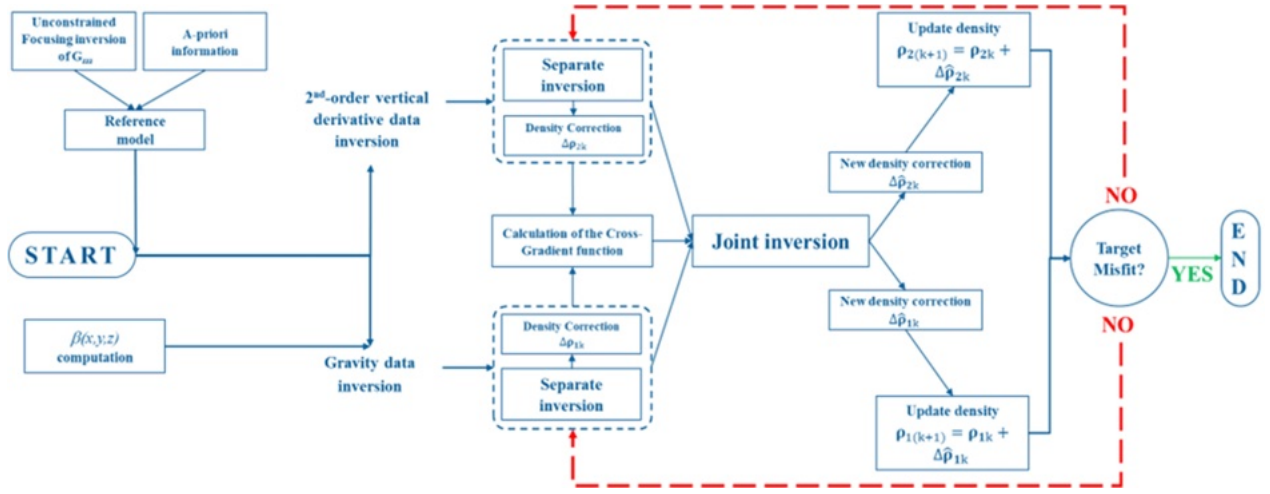 Unconstrained
Focusing inversion
of Gzzz
A-priori
information
Reference
model
START
β(x,y,z)
computation
2nd-order vertical
derivative data
inversion
Gravity data
inversion
Separate
inversion
Density Correction
Δρ2k
Calculation of the Cross-
Gradient function
Density Correction
Δρ1k
Separate
inversion
Joint inversion
Update density
ρ2(k+1) = ρ2k +
Δρ̂2k
New density correction
Δρ̂2k
New density correction
Δρ̂1k
Update density
ρ1(k+1) = ρ1k +
Δρ̂1k
NO
Target
Misfit?
YES
NO
E
N
D